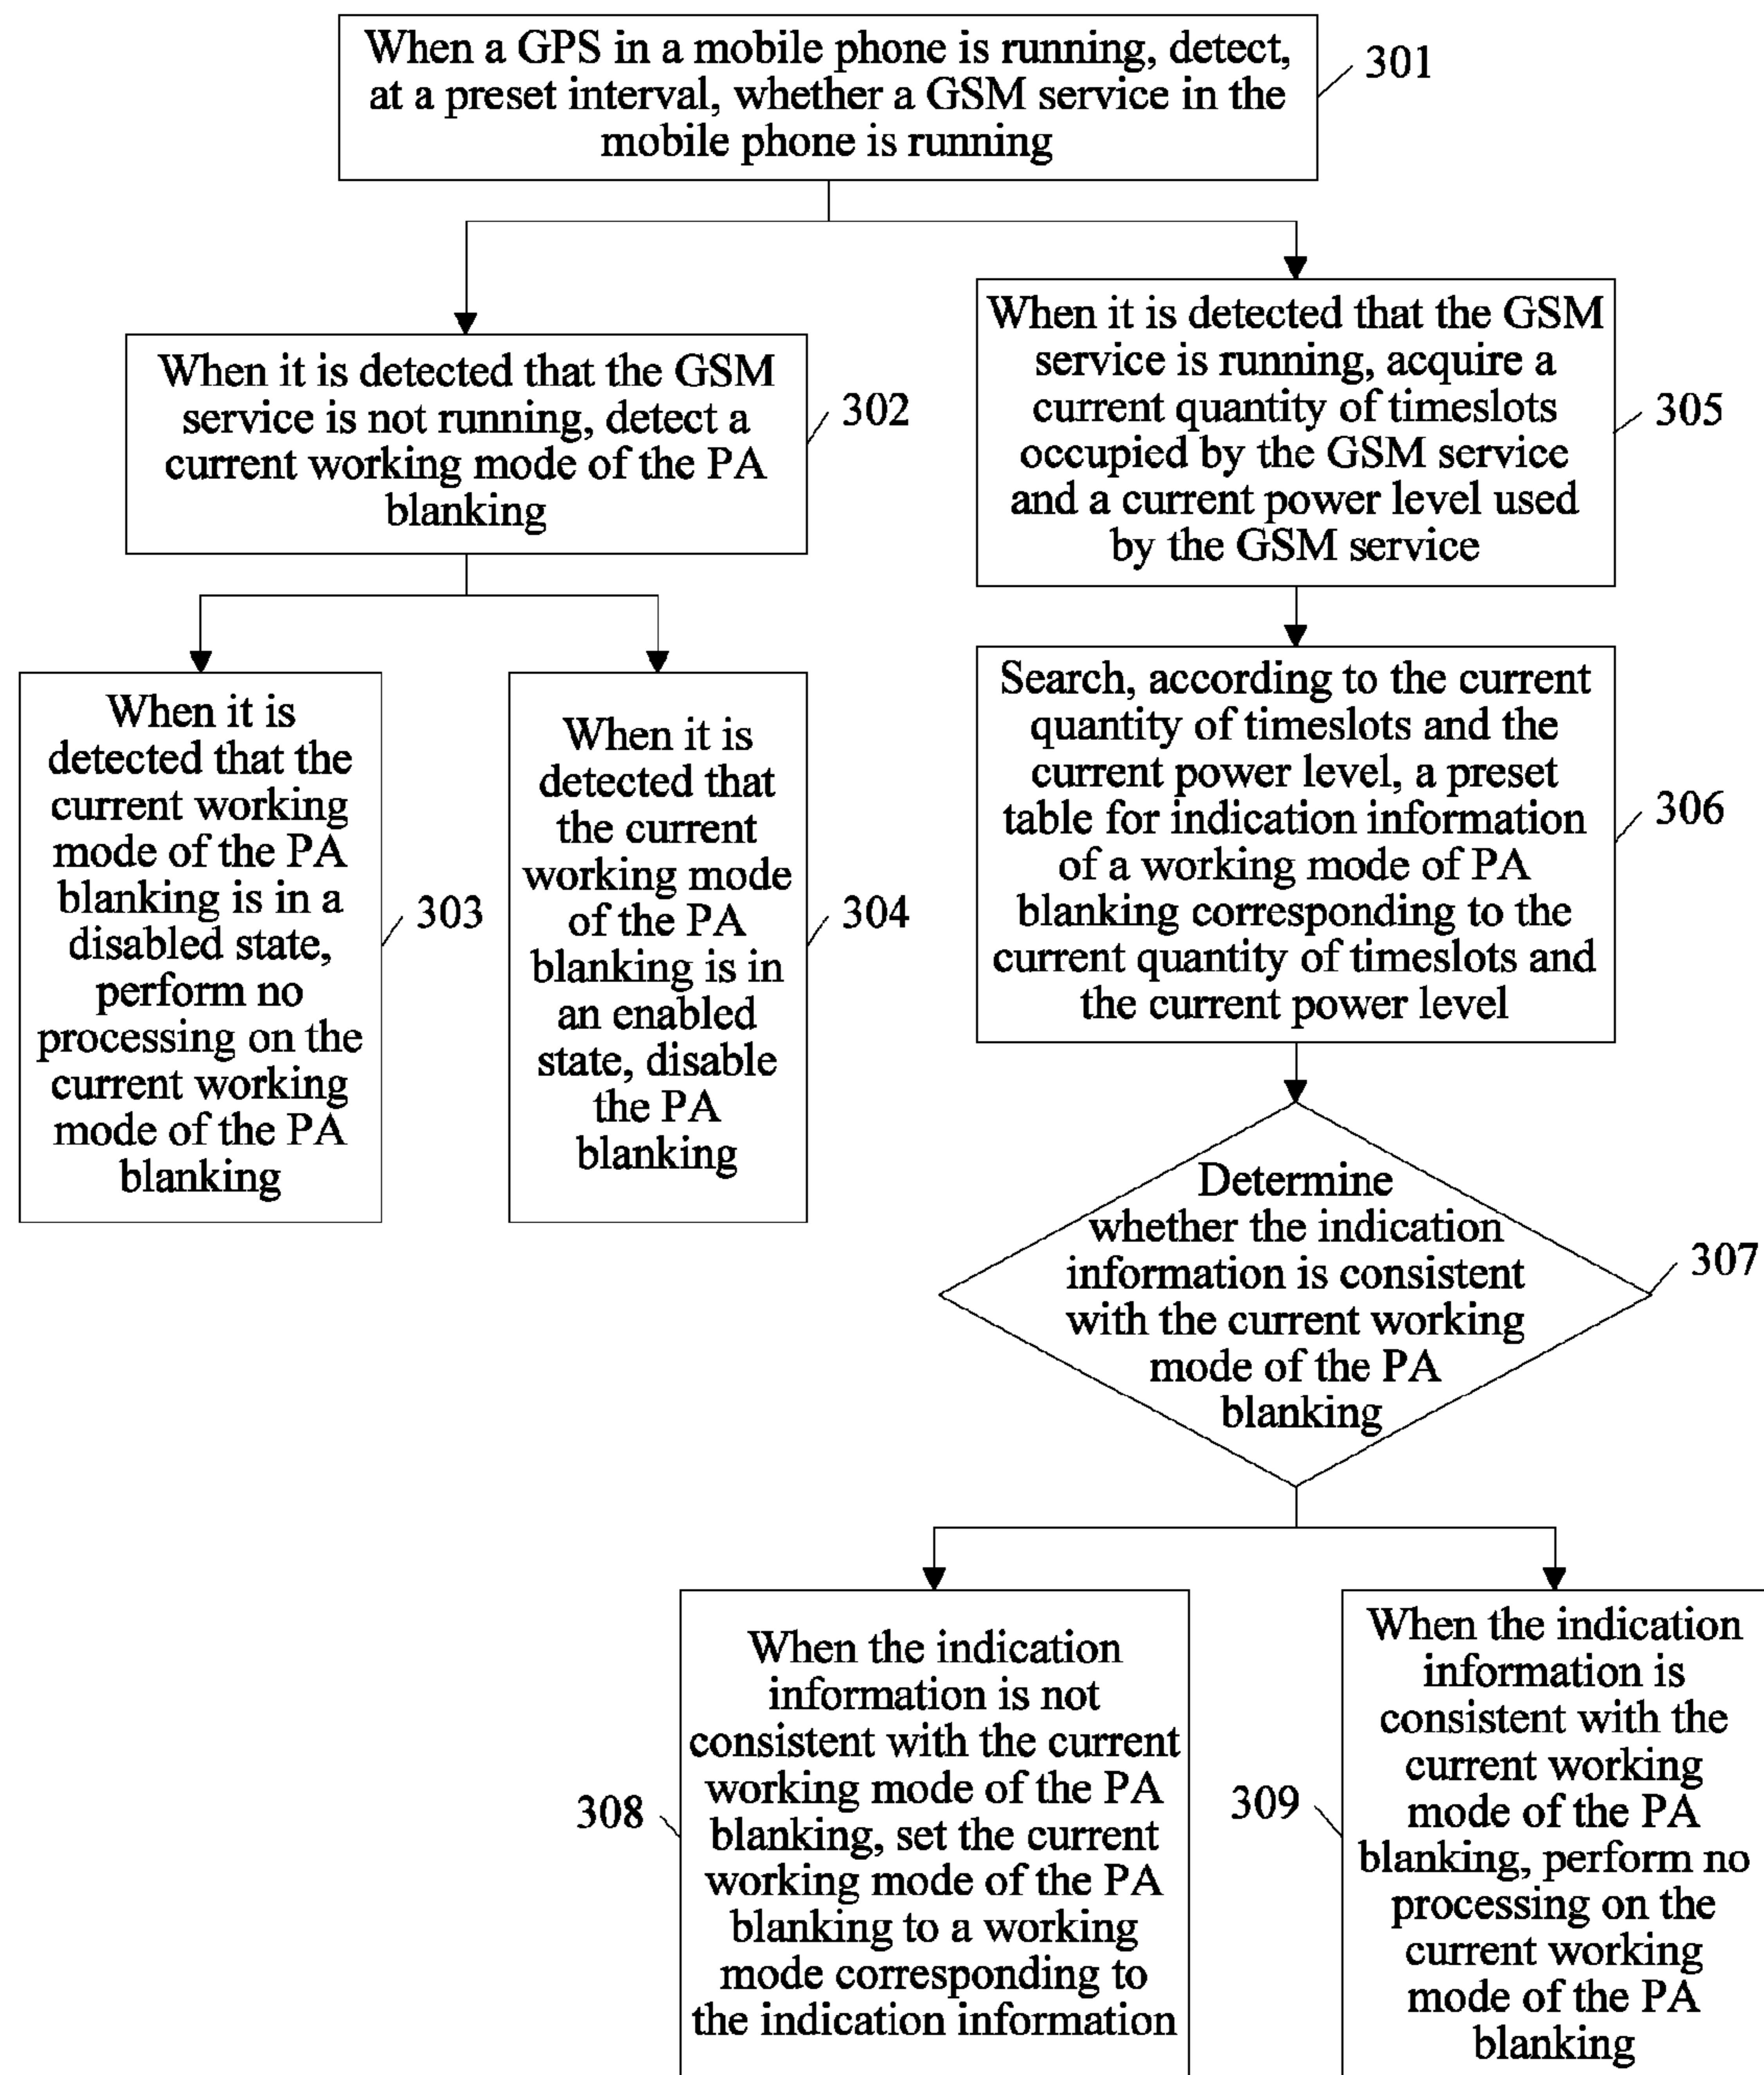 When a GPS in a mobile phone is running, detect,
at a preset interval, whether a GSM service in the
mobile phone is running
301
When it is detected that the GSM
service is not running, detect a
current working mode of the PA
blanking
302
When it is detected that the GSM
service is running, acquire a
current quantity of timeslots
occupied by the GSM service
and a current power level used
by the GSM service
305
When it is
detected that the
current working
mode of the PA
blanking is in a
disabled state,
perform no
processing on the
current working
mode of the PA
blanking
303
When it is
detected that
the current
working mode
of the PA
blanking is in
an enabled
state, disable
the PA
blanking
304
Search, according to the current
quantity of timeslots and the
current power level, a preset
table for indication information
of a working mode of PA
blanking corresponding to the
current quantity of timeslots and
the current power level
306
Determine
whether the indication
information is consistent
with the current working
mode of the PA
blanking
307
When the indication
information is not
consistent with the current
working mode of the PA
blanking, set the current
working mode of the PA
blanking to a working
mode corresponding to
the indication information
308
When the indication
information is
consistent with the
current working
mode of the PA
blanking, perform no
processing on the
current working
mode of the PA
blanking
309